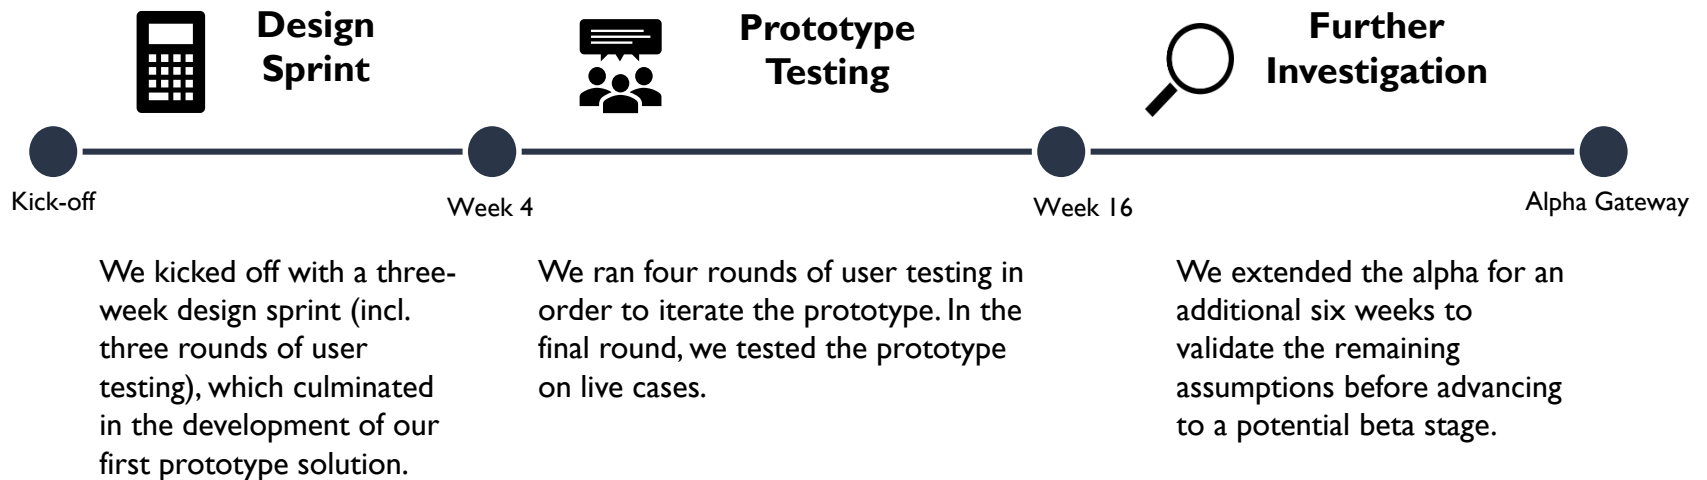 Design
Sprint
Prototype
Testing
Further
Investigation
Kick-off
Week 4
Week 16
Alpha Gateway
We kicked off with a three-
week design sprint (incl.
three rounds of user
testing), which culminated
in the development of our
first prototype solution.
We ran four rounds of user testing in
order to iterate the prototype. In the
final round, we tested the prototype
on live cases.
We extended the alpha for an
additional six weeks to
validate the remaining
assumptions before advancing
to a potential beta stage.